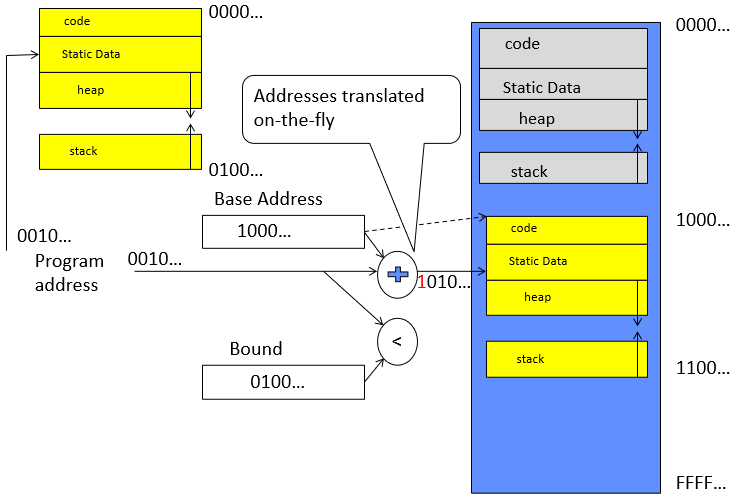 code
0000...
Static Data
heap
stack
0100...
0010...
Program
address
0010...
Addresses translated
on-the-fly
Base Address
1000...
1010...
Bound
0100...
<
0000...
code
Static Data
heap
stack
1000...
code
Static Data
heap
stack
1100...
FFFF...